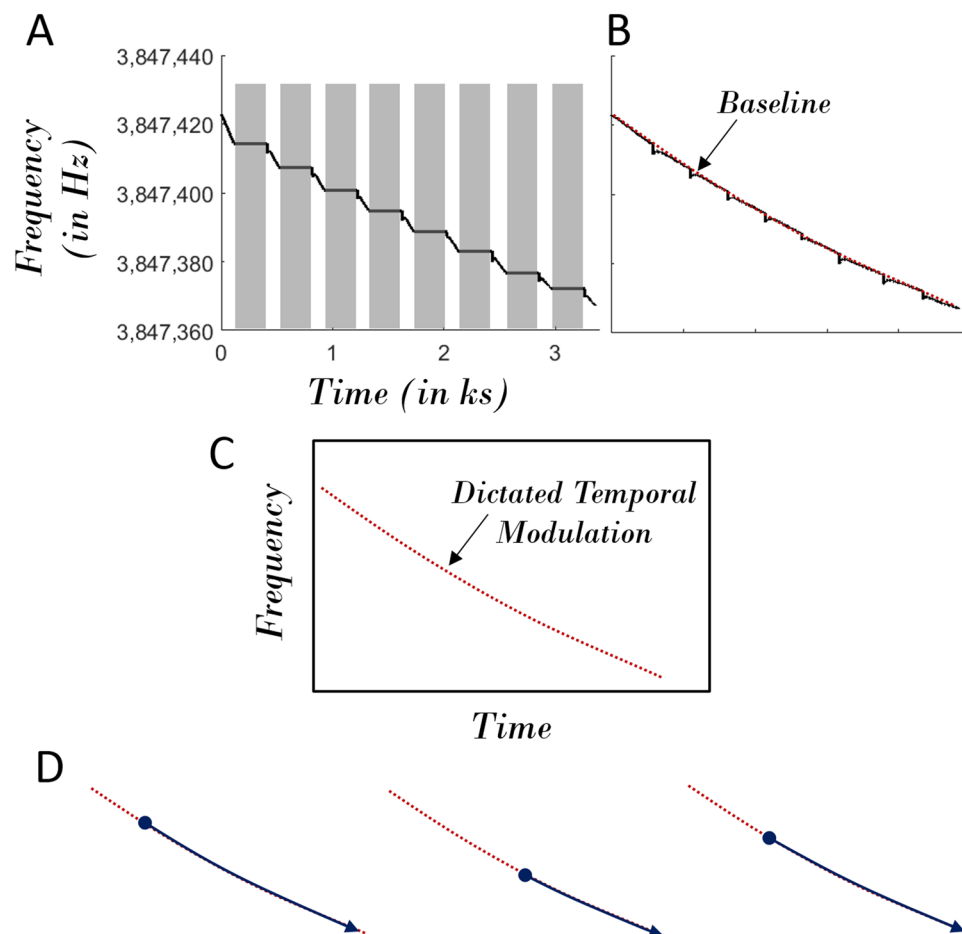 A
B
3,847,440
3,847,420
3,847,400
3,847,380
3,847,360
Frequency
(in Hz)
0
1
2
3
Time (in ks)
Baseline
C
Dictated Temporal
Modulation
Frequency
Time
D